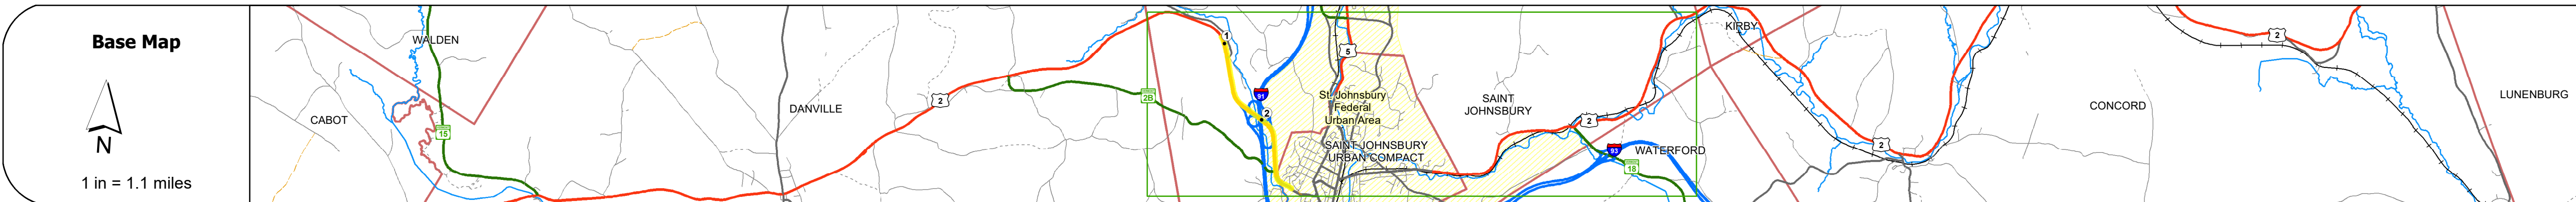 Base Map
N
1 in = 1.1 miles
WALDEN
CABOT
15
DANVILLE
2
2B
1
2
91
5
St. Johnsbury
Federal
Urban Area
SAINT JOHNSBURY
URBAN COMPACT
SAINT
JOHNSBURY
2
93
18
WATERFORD
KIRBY
2
CONCORD
2
LUNENBURG